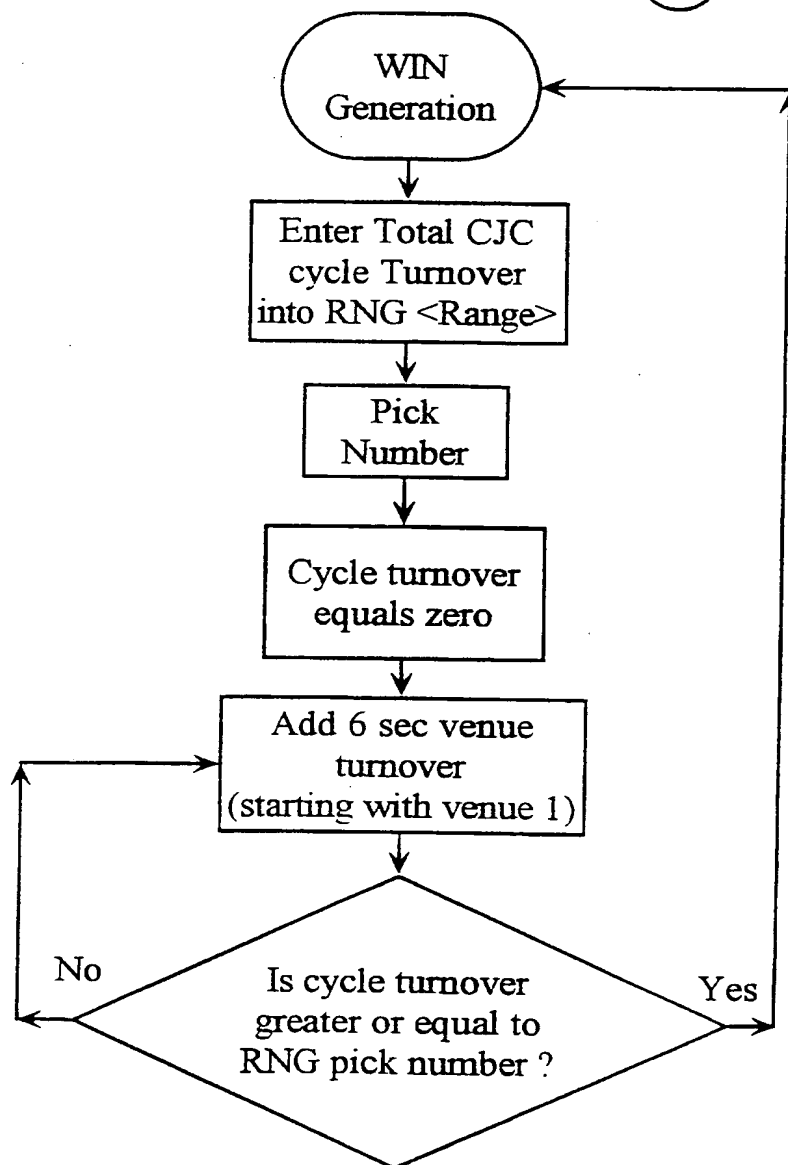 WIN
Generation
Enter Total CJC
cycle Turnover
into RNG <Range>
Pick
Number
Cycle turnover
equals zero
Add 6 sec venue
turnover
(starting with venue 1)
No
Is cycle turnover
greater or equal to
RNG pick number ?
Yes